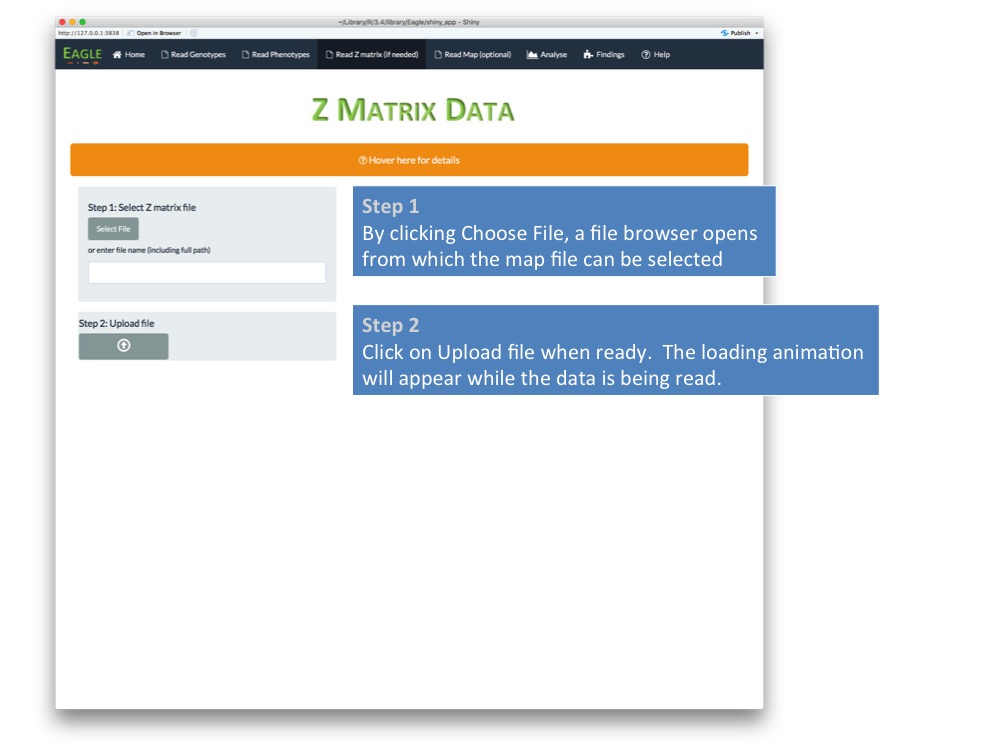 ~/Library/R/3.4/library/Eagle/shiny_app - Shiny
http://127.0.0.1:3838 Open in Browser Publish
EAGLE Home Read Genotypes Read Phenotypes Read Z matrix (if needed) Read Map (optional) Analyse Findings Help
Z MATRIX DATA
Hover here for details
Step 1: Select Z matrix file
Select File
or enter file name (including full path)
Step 1
By clicking Choose File, a file browser opens
from which the map file can be selected
Step 2: Upload file
Step 2
Click on Upload file when ready. The loading animation
will appear while the data is being read.